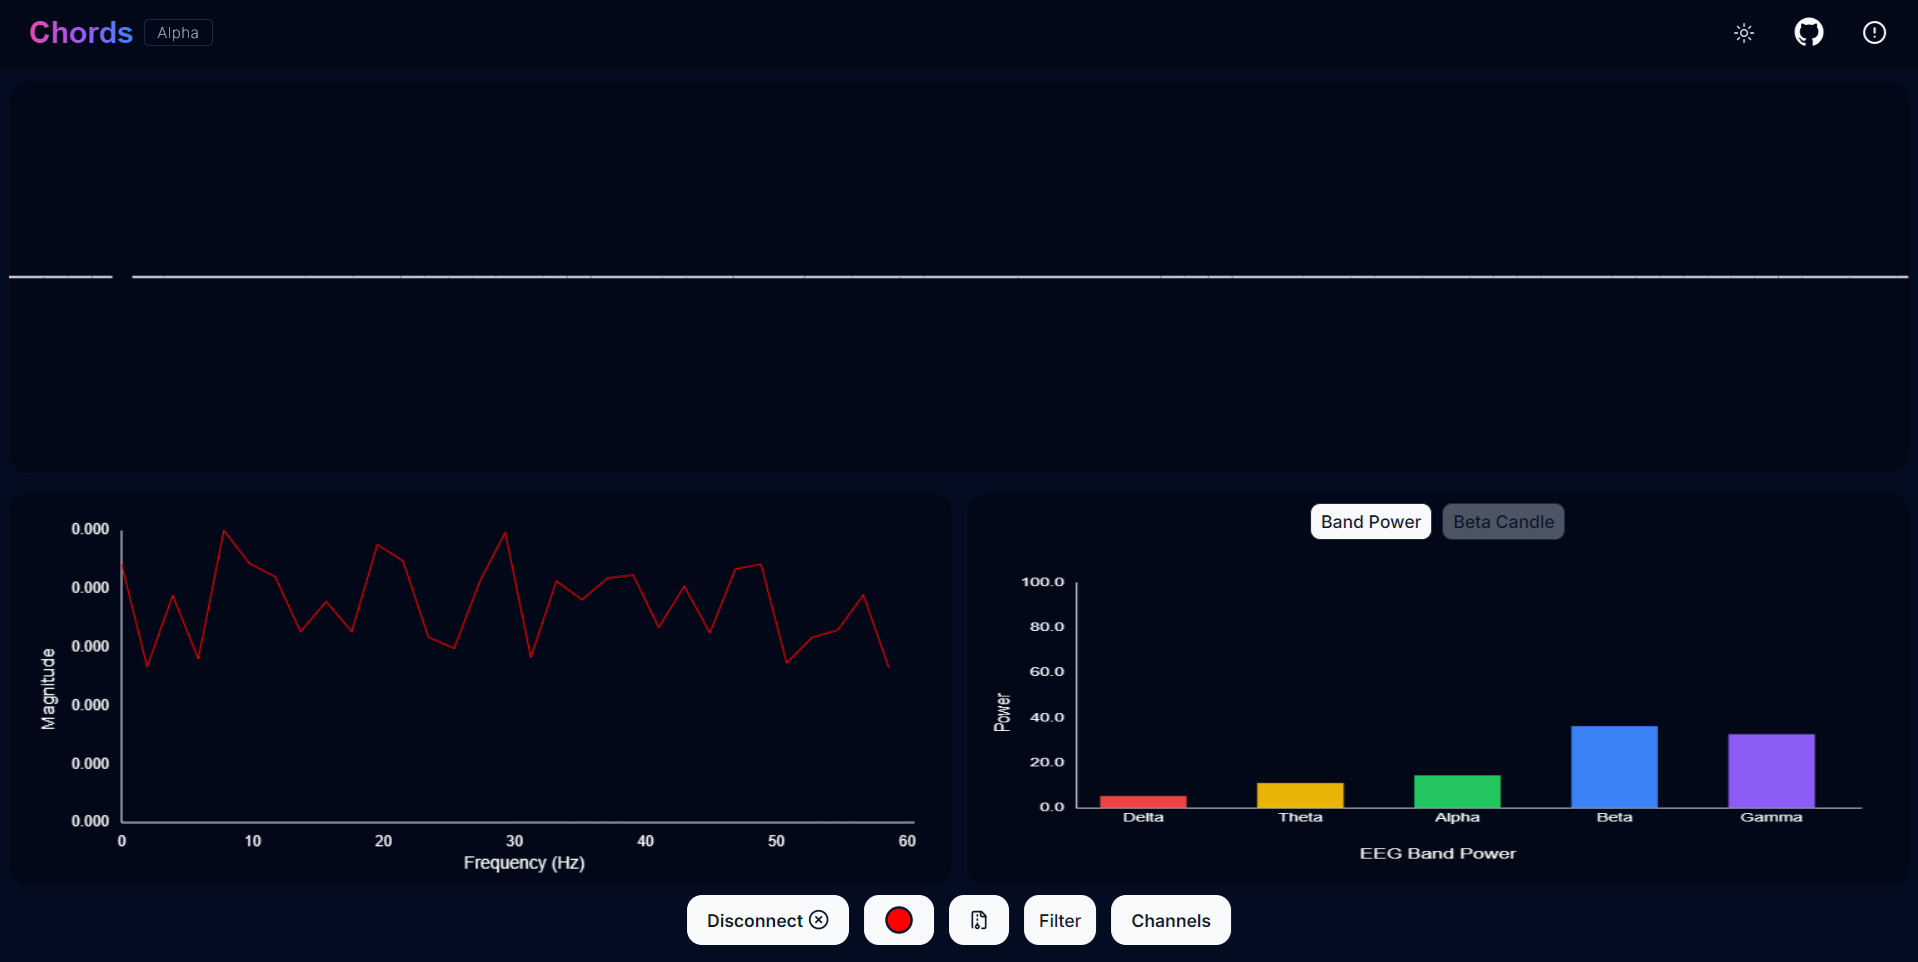 Chords Alpha
0.000
0.000
0.000
0.000
0.000
0.000
Magnitude
0 10 20 30 40 50 60
Frequency (Hz)
Band Power Beta Candle
100.0
80.0
60.0
40.0
20.0
0.0
Power
Delta Theta Alpha Beta Gamma
EEG Band Power
Disconnect Filter Channels